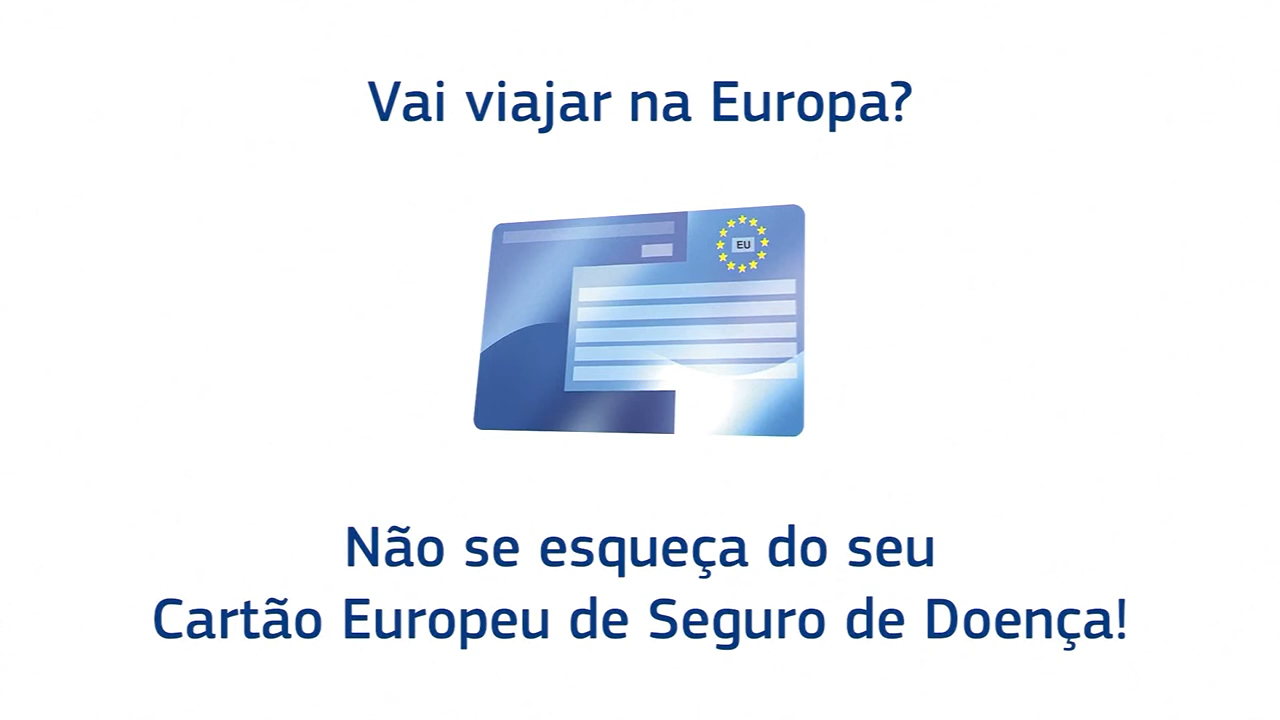 Vai viajar na Europa?
EU
Não se esqueça do seu
Cartão Europeu de Seguro de Doença!